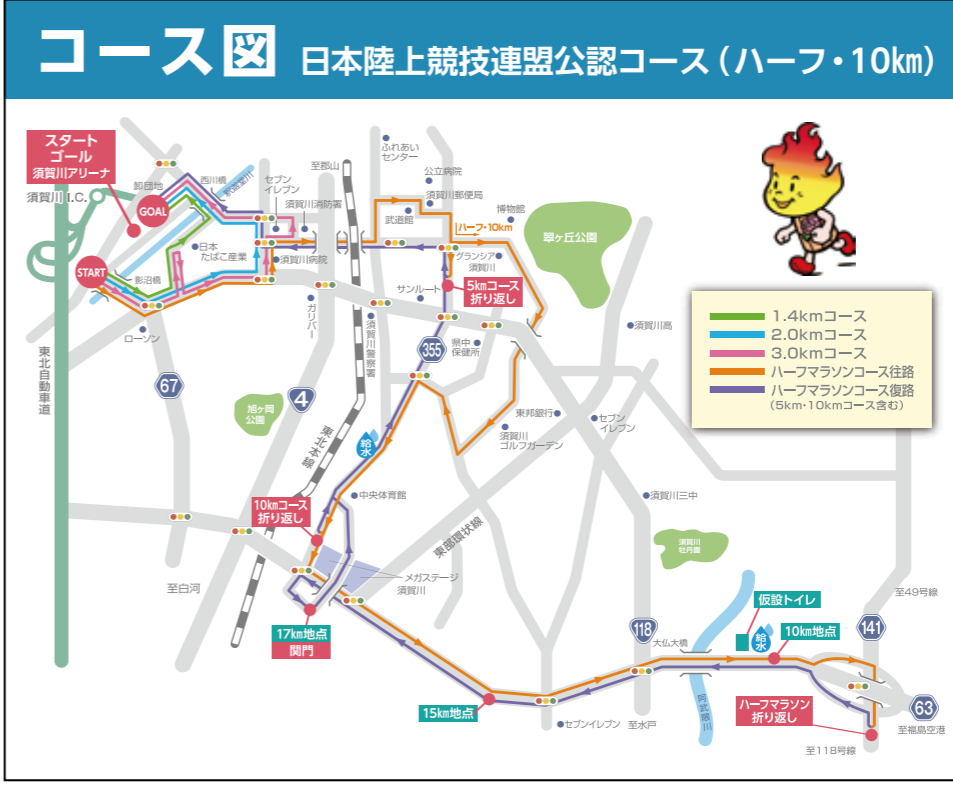 コース図 日本陸上競技連盟公認コース（ハーフ・10km）
スタート
ゴール
須賀川アリーナ
須賀川I.C.
卸団地
西川橋
釈迦堂川
GOAL
START
影沼橋
ローソン
日本
たばこ産業
セブン
イレブン
須賀川消防署
須賀川病院
至郡山
ふれあい
センター
公立病院
須賀川郵便局
武道館
博物館
ハーフ・10km
グランシア
須賀川
翠ヶ丘公園
5kmコース
折り返し
サンルート
ガリバー
須賀川警察署
県中
保健所
355
須賀川高
1.4kmコース
2.0kmコース
3.0kmコース
ハーフマラソンコース往路
ハーフマラソンコース復路
（5km・10kmコース含む）
東北自動車道
67
4
旭ヶ岡
公園
東北本線
給水
東邦銀行
須賀川
ゴルフガーデン
セブン
イレブン
中央体育館
10kmコース
折り返し
須賀川三中
東部環状線
須賀川
牡丹園
メガステージ
須賀川
至白河
17km地点
関門
至49号線
仮設トイレ
給水
10km地点
141
118
大仏大橋
阿武隈川
63
15km地点
ハーフマラソン
折り返し
セブンイレブン
至水戸
至福島空港
至118号線